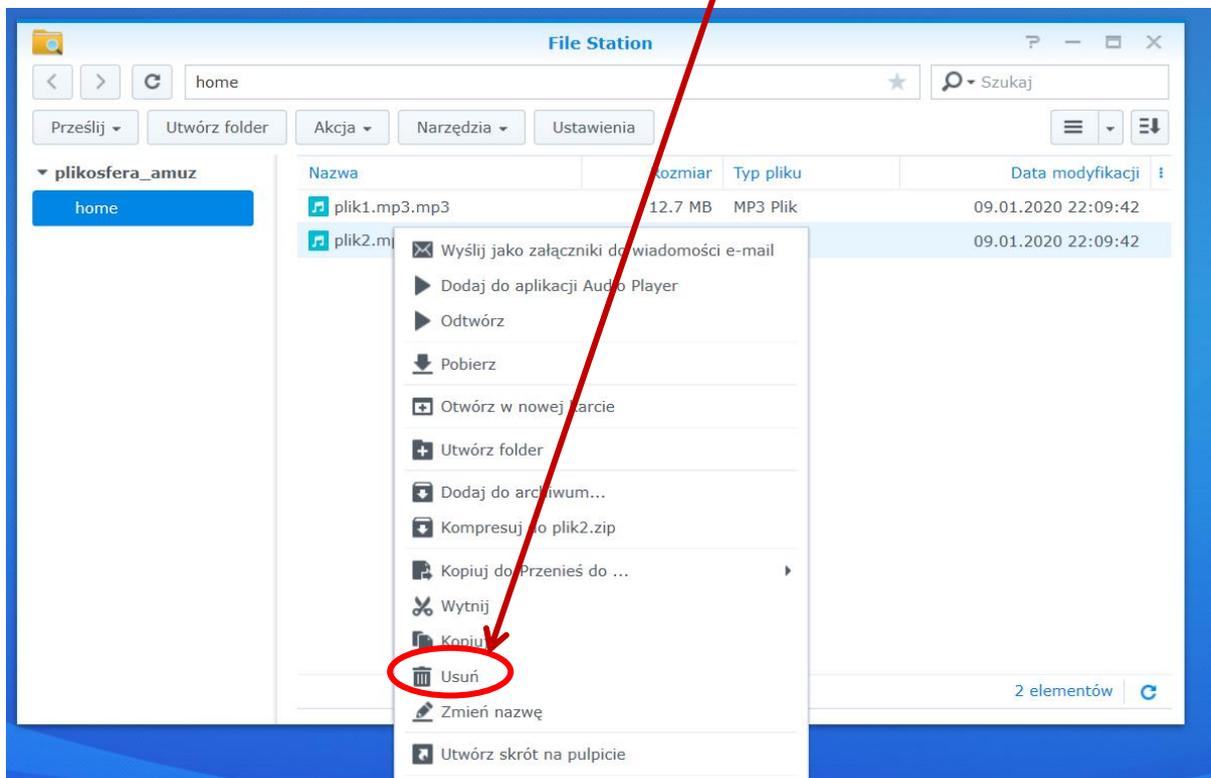 File Station
home
Szukaj
Prześlij Utwórz folder Akcja Narzędzia Ustawienia
plikosfera_amuz
home
Nazwa Rozmiar Typ pliku Data modyfikacji
plik1.mp3.mp3 12.7 MB MP3 Plik 09.01.2020 22:09:42
plik2.mp 09.01.2020 22:09:42
Wyślij jako załączniki do wiadomości e-mail
Dodaj do aplikacji Audio Player
Odtwórz
Pobierz
Otwórz w nowej karcie
Utwórz folder
Dodaj do archiwum...
Kompresuj do plik2.zip
Kopiuj do/Przenieś do ...
Wytnij
Kopiuj
Usuń
Zmień nazwę
Utwórz skrót na pulpicie
2 elementów